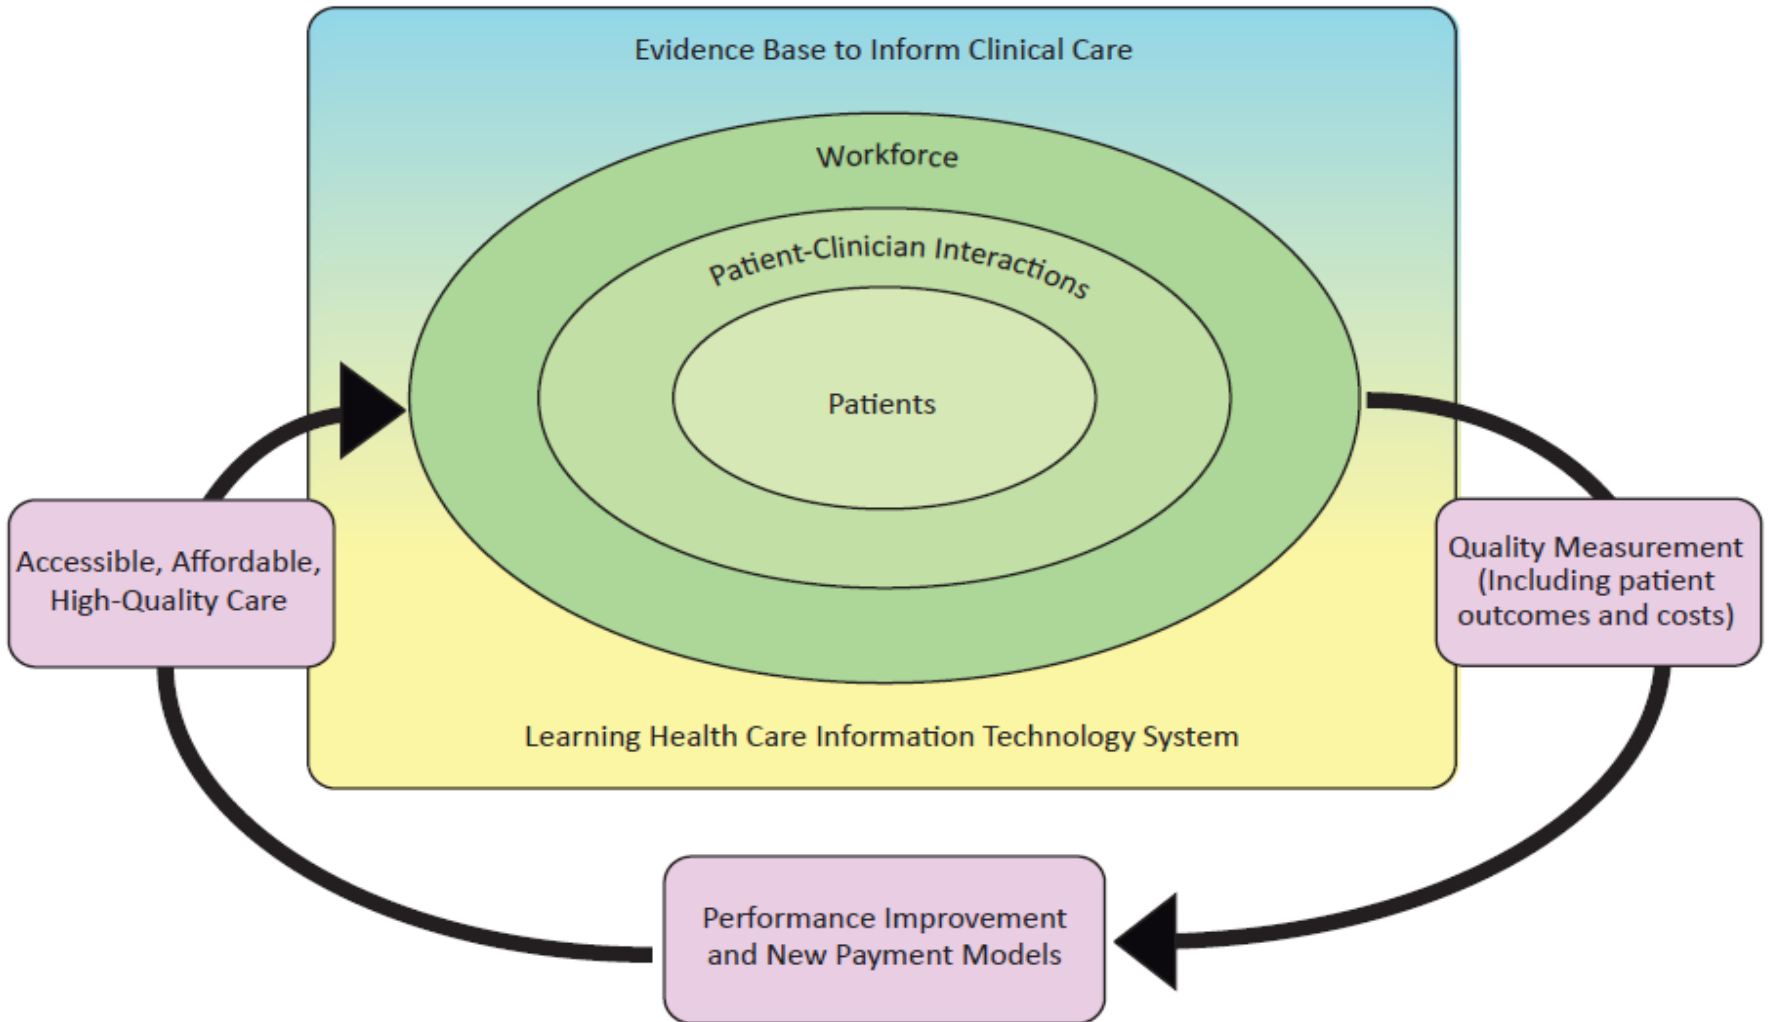 Evidence Base to Inform Clinical Care
Workforce
Patient-Clinician Interactions
Patients
Accessible, Affordable,
High-Quality Care
Quality Measurement
(Including patient
outcomes and costs)
Learning Health Care Information Technology System
Performance Improvement
and New Payment Models